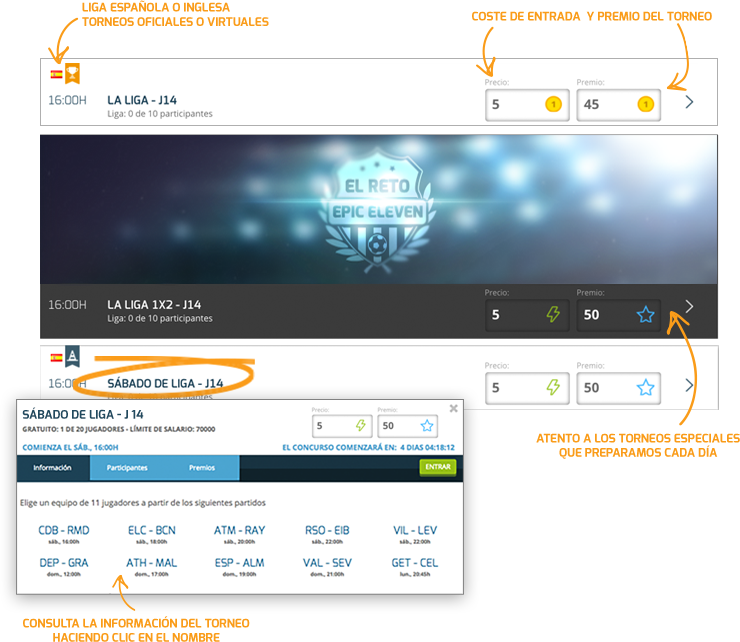 LIGA ESPAÑOLA O INGLESA
TORNEOS OFICIALES O VIRTUALES
COSTE DE ENTRADA Y PREMIO DEL TORNEO
Precio:
Premio:
16:00H
LA LIGA - J14
Liga: 0 de 10 participantes
5
1
45
1
EL RETO
EPIC ELEVEN
Precio:
Premio:
16:00H
LA LIGA 1X2 - J14
Liga: 0 de 10 participantes
5
50
Precio:
Premio:
16:00H
SÁBADO DE LIGA - J14
5
50
ATENTO A LOS TORNEOS ESPECIALES
QUE PREPARAMOS CADA DÍA
SÁBADO DE LIGA - J 14
GRATUITO: 1 DE 20 JUGADORES - LÍMITE DE SALARIO: 70000
Precio:
Premio:
5
50
COMIENZA EL SÁB., 16:00H
EL CONCURSO COMENZARÁ EN: 4 DIAS 04:18:12
Información
Participantes
Premios
ENTRAR
Elige un equipo de 11 jugadores a partir de los siguientes partidos
CDB - RMD ELC - BCN ATM - RAY RSO - EIB VIL - LEV
sáb., 16:00h sáb., 18:00h sáb., 20:00h sáb., 22:00h sáb., 22:00h
DEP - GRA ATH - MAL ESP - ALM VAL - SEV GET - CEL
dom., 12:00h dom., 17:00h dom., 19:00h dom., 21:00h lun., 20:45h
CONSULTA LA INFORMACIÓN DEL TORNEO
HACIENDO CLIC EN EL NOMBRE